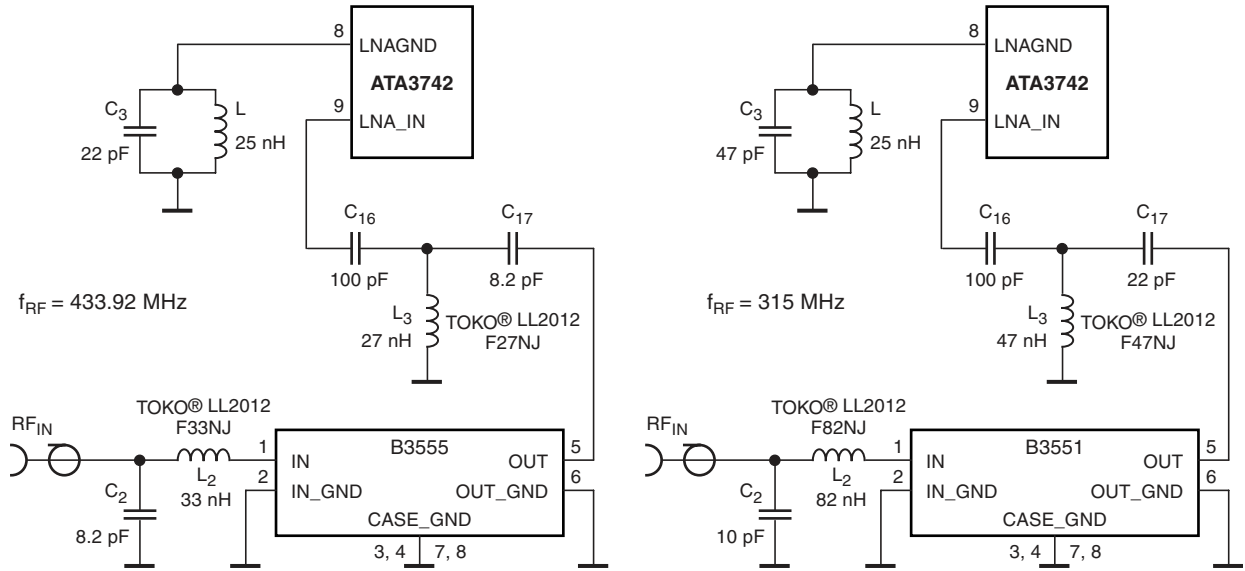 8
LNAGND
ATA3742
C3
L
9
LNA_IN
22 pF
25 nH
C16
C17
100 pF
8.2 pF
fRF = 433.92 MHz
L3
TOKO® LL2012
27 nH
F27NJ
TOKO® LL2012
F33NJ
RFIN
B3555
1
IN
OUT
5
L2
2
IN_GND
OUT_GND
6
C2
33 nH
CASE_GND
8.2 pF
3, 4
7, 8
8
LNAGND
ATA3742
C3
L
9
LNA_IN
47 pF
25 nH
C16
C17
100 pF
22 pF
fRF = 315 MHz
L3
TOKO® LL2012
47 nH
F47NJ
TOKO® LL2012
F82NJ
RFIN
B3551
1
IN
OUT
5
L2
2
IN_GND
OUT_GND
6
C2
82 nH
CASE_GND
10 pF
3, 4
7, 8